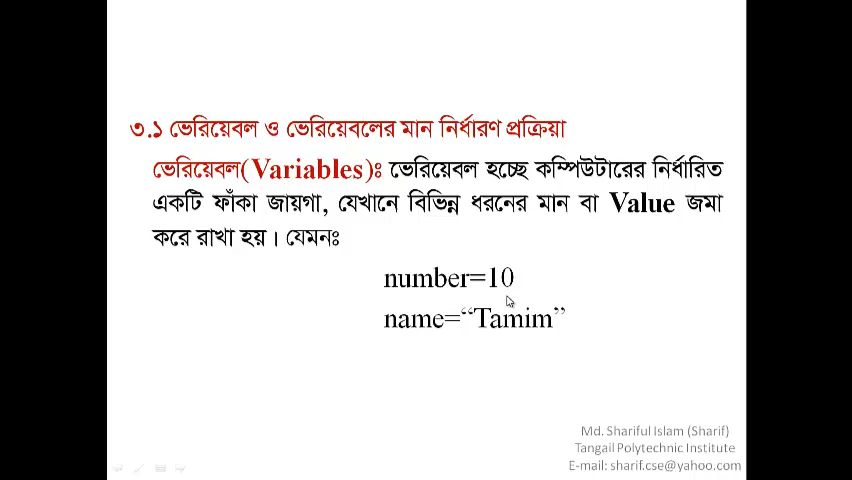 ৩.১ ভেরিয়েবল ও ভেরিয়েবলের মান নির্ধারণ প্রক্রিয়া
ভেরিয়েবল(Variables)ঃ ভেরিয়েবল হচ্ছে কম্পিউটারের নির্ধারিত
একটি ফাঁকা জায়গা, যেখানে বিভিন্ন ধরনের মান বা Value জমা
করে রাখা হয়। যেমনঃ
number=10
name=“Tamim”
Md. Shariful Islam (Sharif)
Tangail Polytechnic Institute
E-mail: sharif.cse@yahoo.com